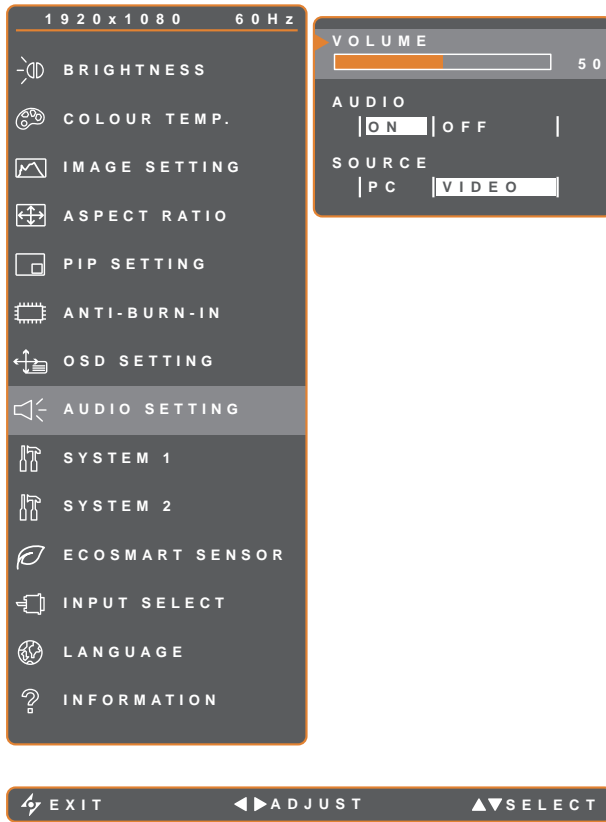 1920x1080 60Hz
BRIGHTNESS
COLOUR TEMP.
IMAGE SETTING
ASPECT RATIO
PIP SETTING
ANTI-BURN-IN
OSD SETTING
AUDIO SETTING
SYSTEM 1
SYSTEM 2
ECOSMART SENSOR
INPUT SELECT
LANGUAGE
INFORMATION
VOLUME
50
AUDIO
ON OFF
SOURCE
PC VIDEO
EXIT ADJUST SELECT